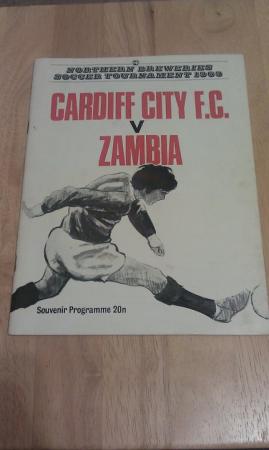 NORTHERN BREWERIES
SOCCER TOURNAMENT
CARDIFF CITY F.C.
V
ZAMBIA
Souvenir Programme 20n